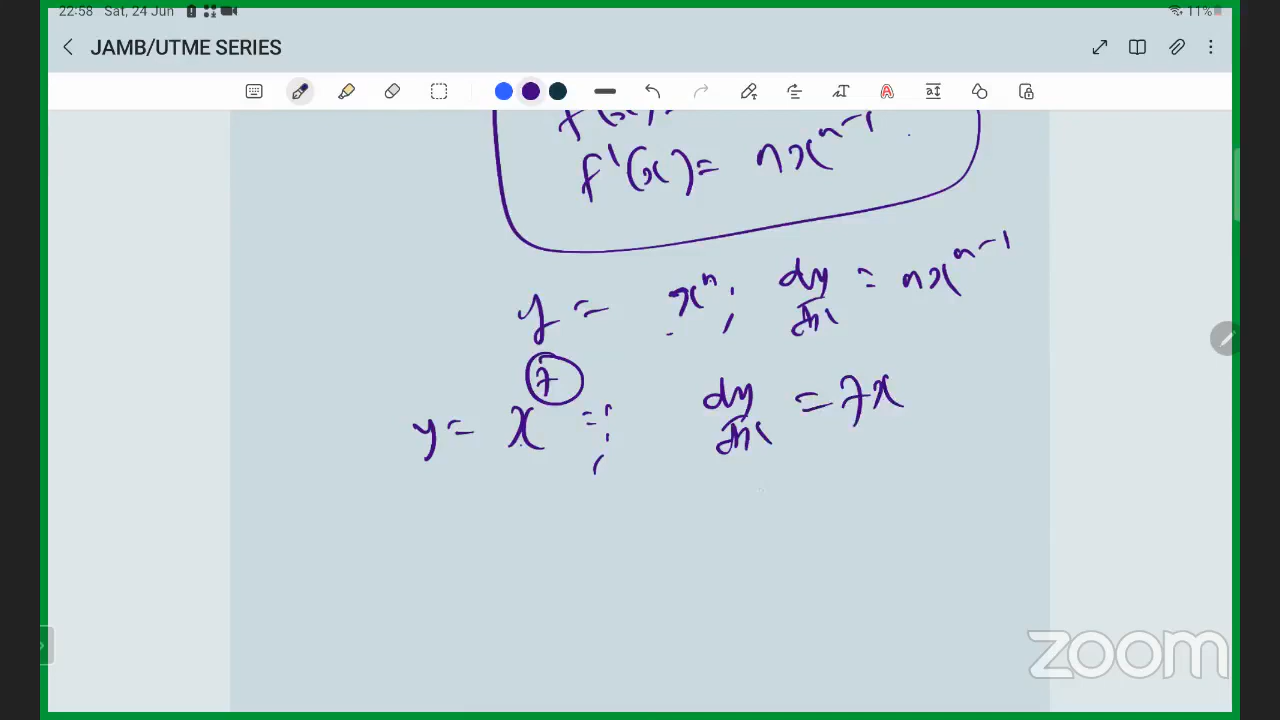 22:58 Sat, 24 Jun
11%
JAMB/UTME SERIES
f'(x) = nx^{n-1}
y = x^n ; dy/dx = nx^{n-1}
y = x^7 = ; dy/dx = 7x
zoom